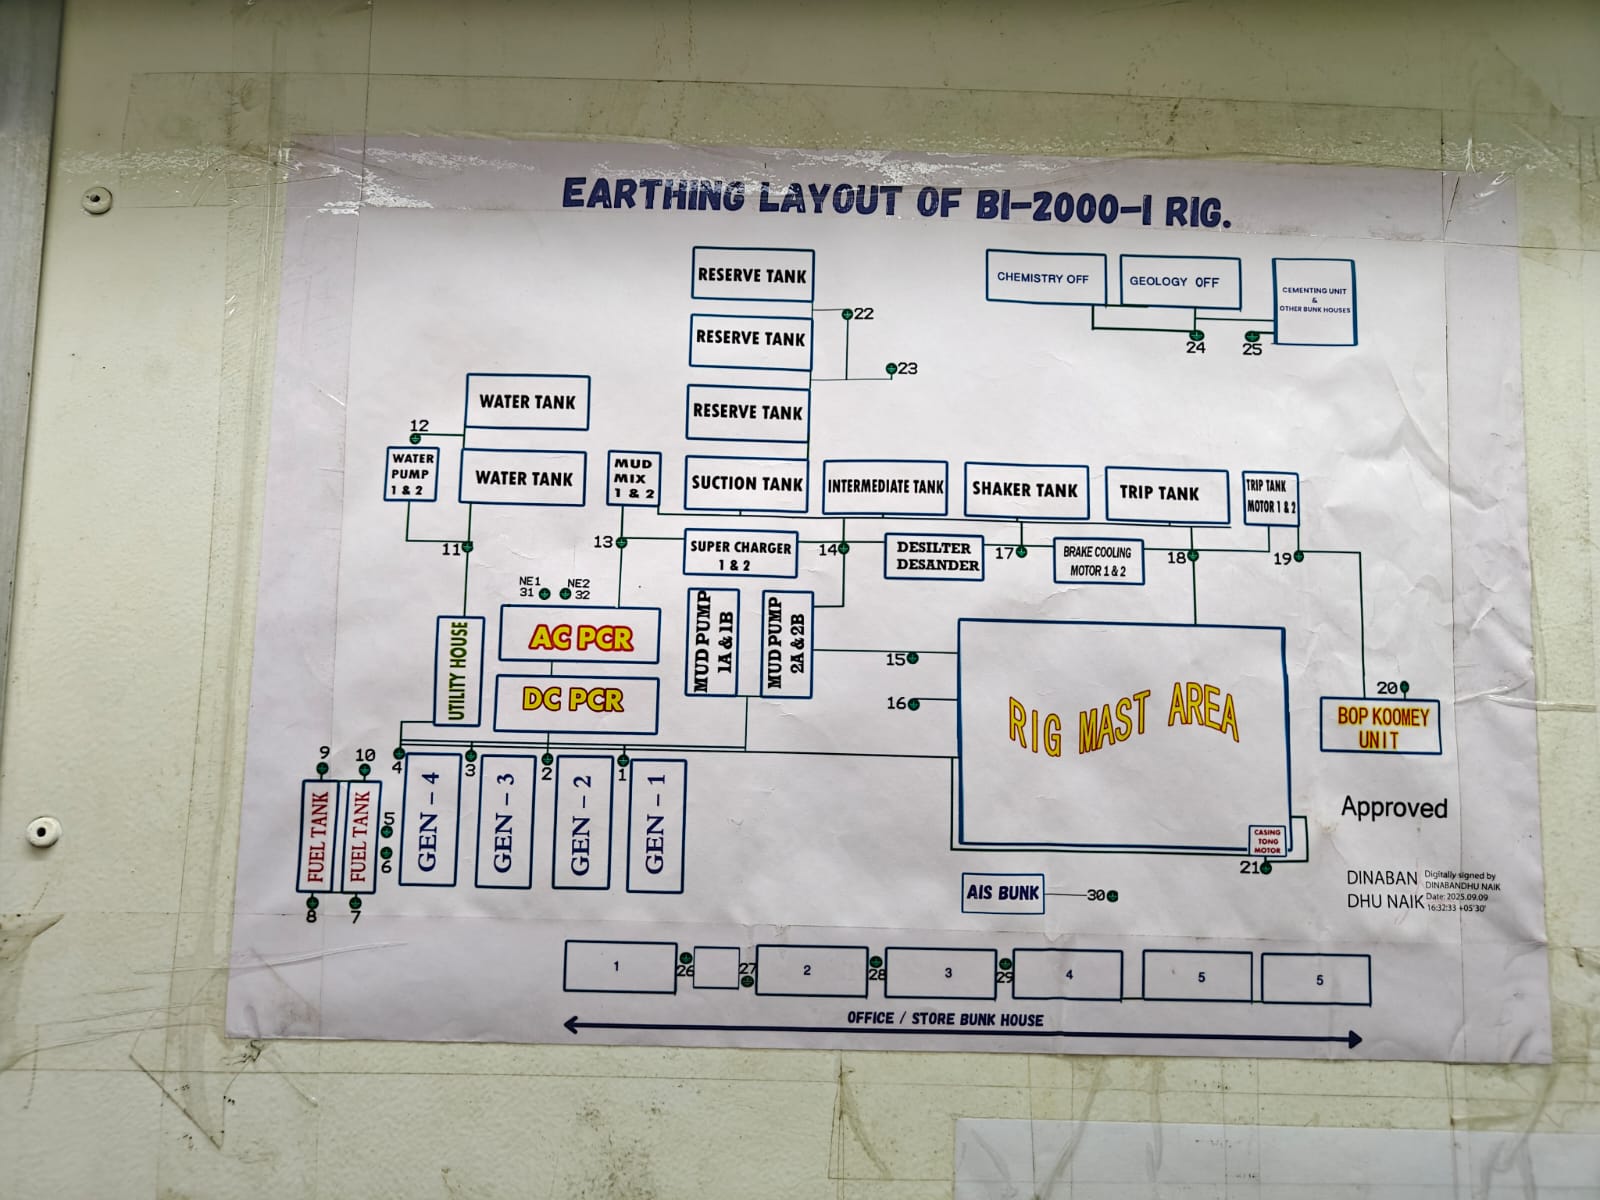 EARTHING LAYOUT OF BI-2000-I RIG.
RESERVE TANK
CHEMISTRY OFF
GEOLOGY OFF
CEMENTING UNIT
&
OTHER BUNK HOUSES
22
RESERVE TANK
24
25
23
WATER TANK
RESERVE TANK
12
WATER
PUMP
1 & 2
WATER TANK
MUD
MIX
1 & 2
SUCTION TANK
INTERMEDIATE TANK
SHAKER TANK
TRIP TANK
TRIP TANK
MOTOR 1 & 2
11
13
SUPER CHARGER
1 & 2
14
DESILTER
DESANDER
17
BRAKE COOLING
MOTOR 1 & 2
18
19
NE1
31
NE2
32
AC PCR
DC PCR
UTILITY HOUSE
MUD PUMP
1A & 1B
MUD PUMP
2A & 2B
15
16
RIG MAST AREA
20
BOP KOOMEY
UNIT
9
10
4
3
2
1
FUEL TANK
FUEL TANK
5
6
GEN - 4
GEN - 3
GEN - 2
GEN - 1
8
7
CASING
TONG
MOTOR
21
Approved
DINABAN
DHU NAIK
Digitally signed by
DINABANDHU NAIK
Date: 2025.09.09
16:32:33 +05'30'
AIS BUNK
30
1
26
27
2
28
3
29
4
5
5
OFFICE / STORE BUNK HOUSE